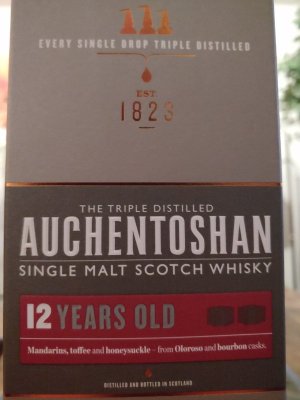 EVERY SINGLE DROP TRIPLE DISTILLED
EST.
1823
THE TRIPLE DISTILLED
AUCHENTOSHAN
SINGLE MALT SCOTCH WHISKY
12 YEARS OLD
Mandarins, toffee and honeysuckle – from Oloroso and bourbon casks.
DISTILLED AND BOTTLED IN SCOTLAND